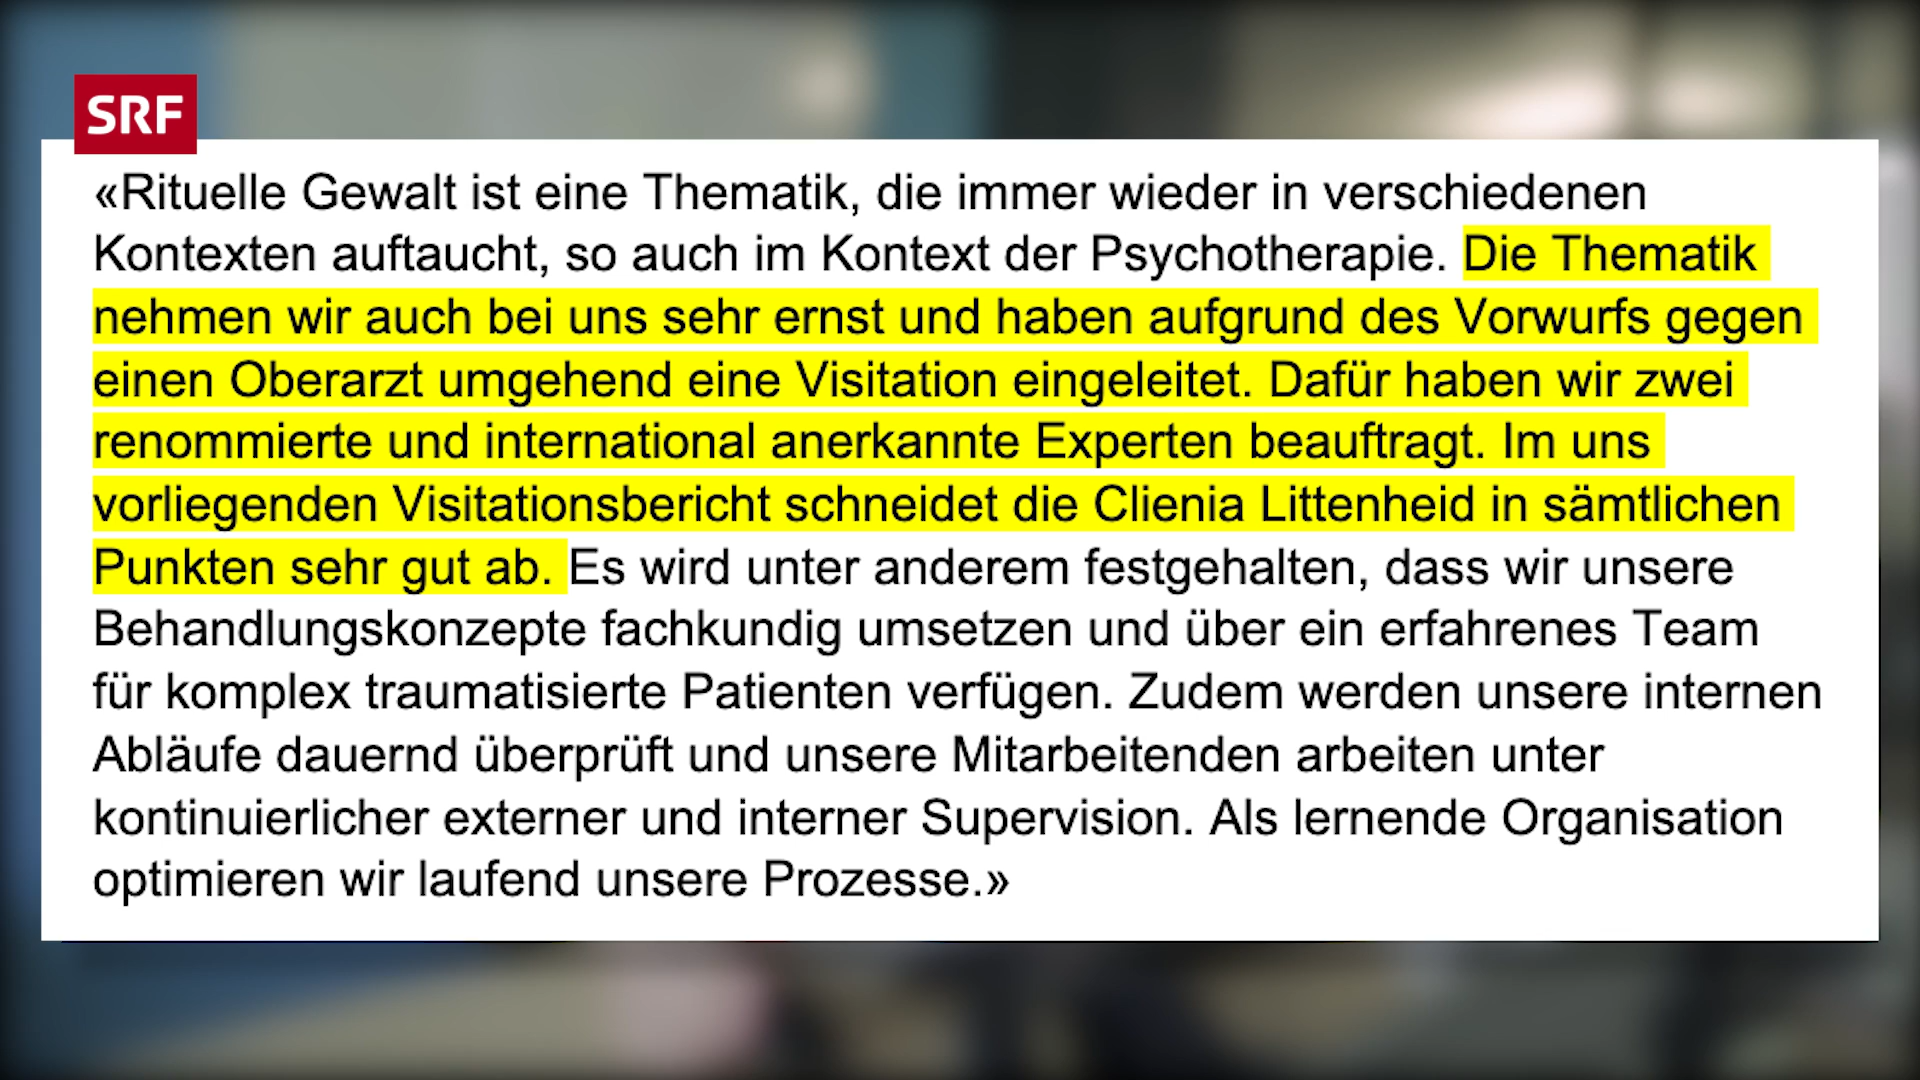 SRF
«Rituelle Gewalt ist eine Thematik, die immer wieder in verschiedenen
Kontexten auftaucht, so auch im Kontext der Psychotherapie. Die Thematik
nehmen wir auch bei uns sehr ernst und haben aufgrund des Vorwurfs gegen
einen Oberarzt umgehend eine Visitation eingeleitet. Dafür haben wir zwei
renommierte und international anerkannte Experten beauftragt. Im uns
vorliegenden Visitationsbericht schneidet die Clienia Littenheid in sämtlichen
Punkten sehr gut ab. Es wird unter anderem festgehalten, dass wir unsere
Behandlungskonzepte fachkundig umsetzen und über ein erfahrenes Team
für komplex traumatisierte Patienten verfügen. Zudem werden unsere internen
Abläufe dauernd überprüft und unsere Mitarbeitenden arbeiten unter
kontinuierlicher externer und interner Supervision. Als lernende Organisation
optimieren wir laufend unsere Prozesse.»